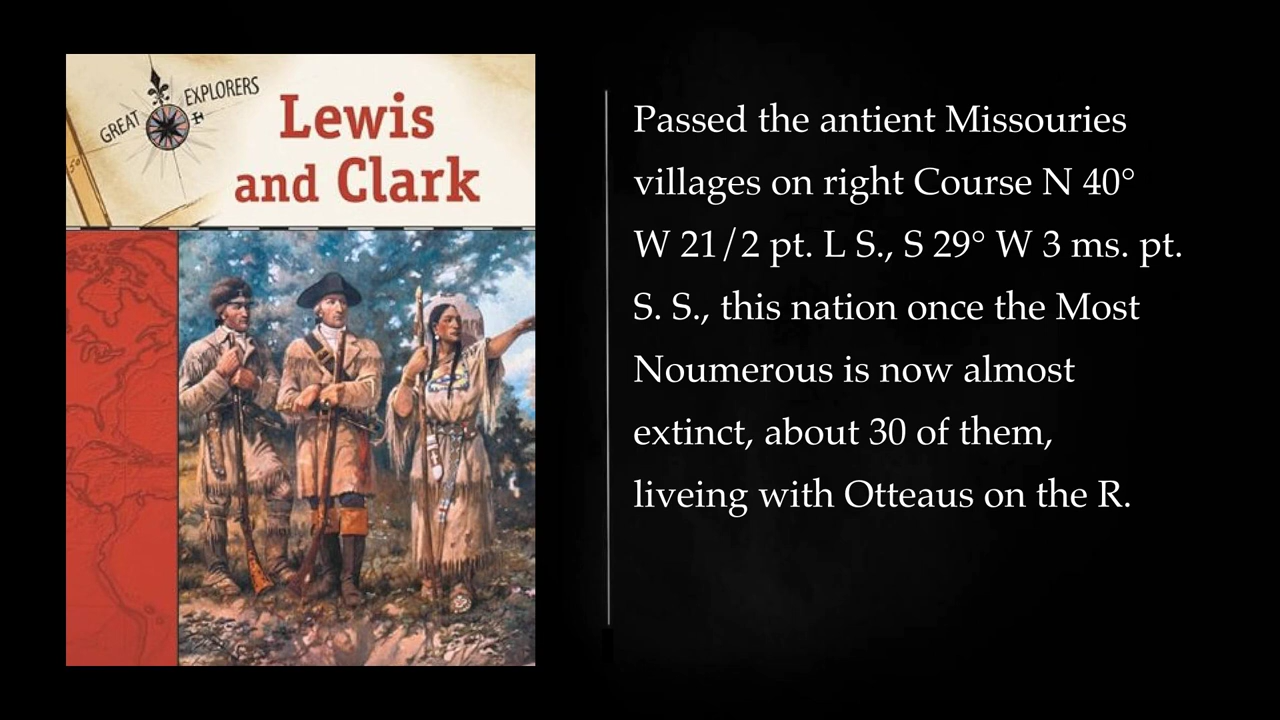 GREAT EXPLORERS
Lewis
and Clark
50
Passed the antient Missouries
villages on right Course N 40°
W 21/2 pt. L S., S 29° W 3 ms. pt.
S. S., this nation once the Most
Noumerous is now almost
extinct, about 30 of them,
liveing with Otteaus on the R.